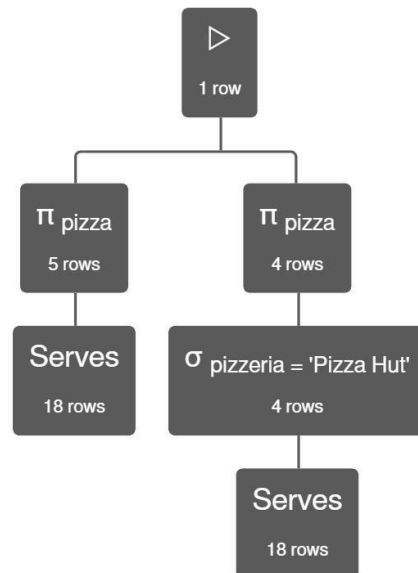 ▷
1 row
π pizza
5 rows
π pizza
4 rows
Serves
18 rows
σ pizzeria = 'Pizza Hut'
4 rows
Serves
18 rows